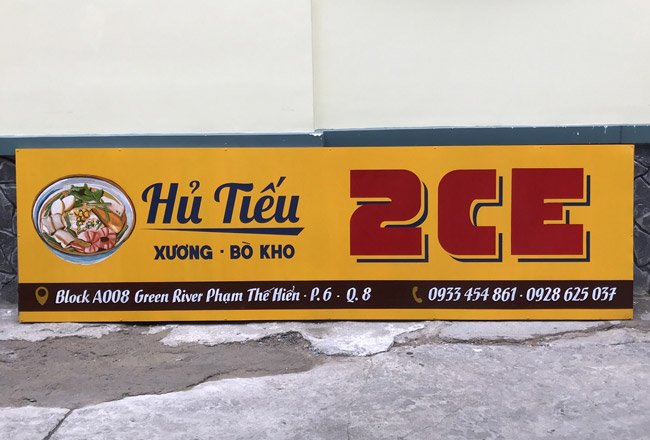 Hủ Tiếu
XƯƠNG · BÒ KHO
2CE
Block A008 Green River Phạm Thế Hiển · P. 6 · Q. 8
0933 454 861 · 0928 625 037